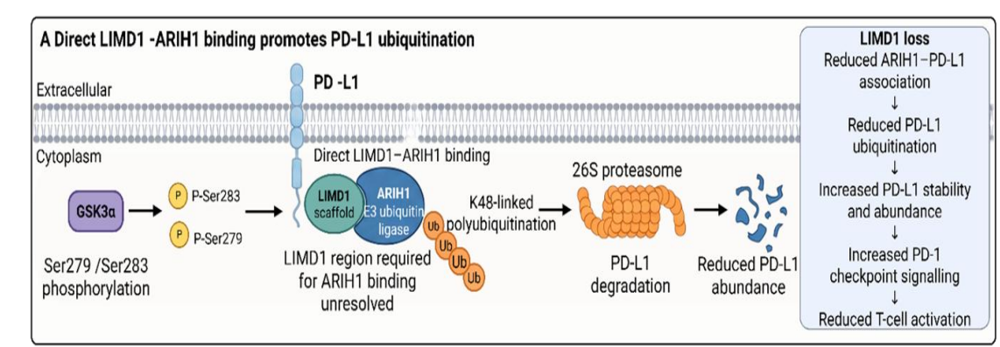 A Direct LIMD1 -ARIH1 binding promotes PD-L1 ubiquitination
Extracellular
PD -L1
Cytoplasm
Direct LIMD1–ARIH1 binding
GSK3α
P
P-Ser283
P
P-Ser279
Ser279 /Ser283
phosphorylation
LIMD1
scaffold
ARIH1
E3 ubiquitin
ligase
LIMD1 region required
for ARIH1 binding
unresolved
Ub
Ub
Ub
Ub
K48-linked
polyubiquitination
26S proteasome
PD-L1
degradation
Reduced PD-L1
abundance
LIMD1 loss
Reduced ARIH1–PD-L1
association
↓
Reduced PD-L1
ubiquitination
↓
Increased PD-L1 stability
and abundance
↓
Increased PD-1
checkpoint signalling
↓
Reduced T-cell activation